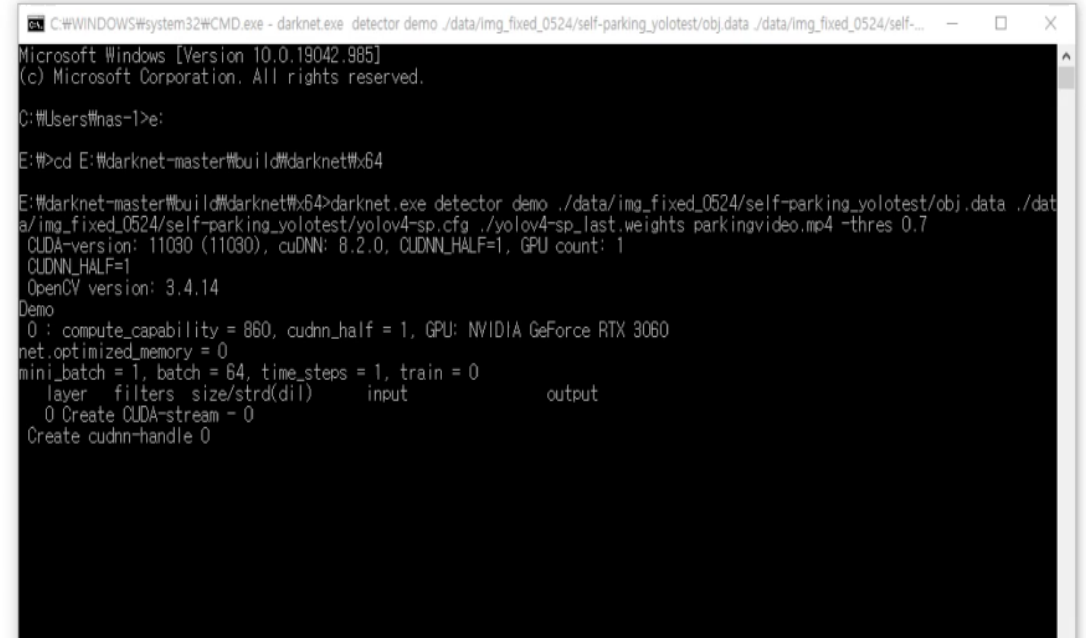 C:₩WINDOWS₩system32₩CMD.exe - darknet.exe  detector demo ./data/img_fixed_0524/self-parking_yolotest/obj.data ./data/img_fixed_0524/self-...
Microsoft Windows [Version 10.0.19042.985]
(c) Microsoft Corporation. All rights reserved.
C:₩Users₩nas-1>e:
E:₩>cd E:₩darknet-master₩build₩darknet₩x64
E:₩darknet-master₩build₩darknet₩x64>darknet.exe detector demo ./data/img_fixed_0524/self-parking_yolotest/obj.data ./dat
a/img_fixed_0524/self-parking_yolotest/yolov4-sp.cfg ./yolov4-sp_last.weights parkingvideo.mp4 -thres 0.7
CUDA-version: 11030 (11030), cuDNN: 8.2.0, CUDNN_HALF=1, GPU count: 1
CUDNN_HALF=1
OpenCV version: 3.4.14
Demo
0 : compute_capability = 860, cudnn_half = 1, GPU: NVIDIA GeForce RTX 3060
net.optimized_memory = 0
mini_batch = 1, batch = 64, time_steps = 1, train = 0
layer   filters  size/strd(dil)      input                output
0 Create CUDA-stream - 0
Create cudnn-handle 0